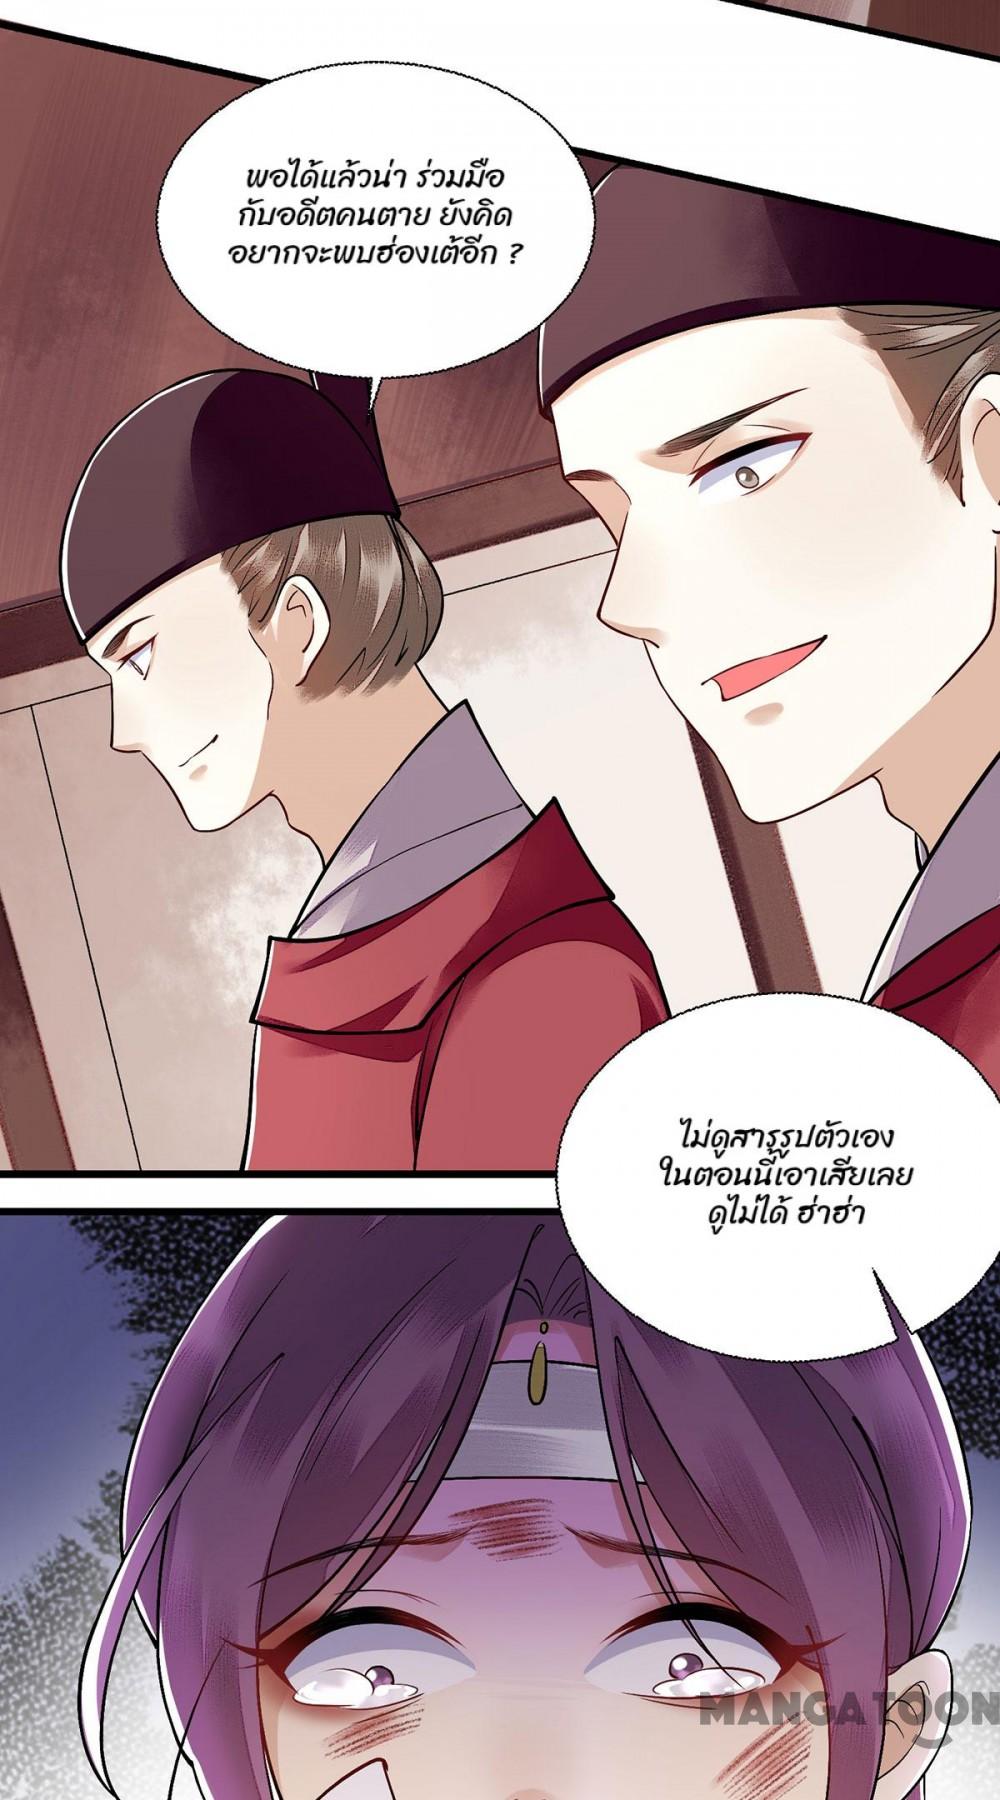 พอได้แล้วน่า ร่วมมือ
กับอดีตคนตาย ยังคิด
อยากจะพบฮ่องเต้อีก ?
ไม่ดูสารรูปตัวเอง
ในตอนนี้เอาเสียเลย
ดูไม่ได้ ฮ่าฮ่า
MANGATOON